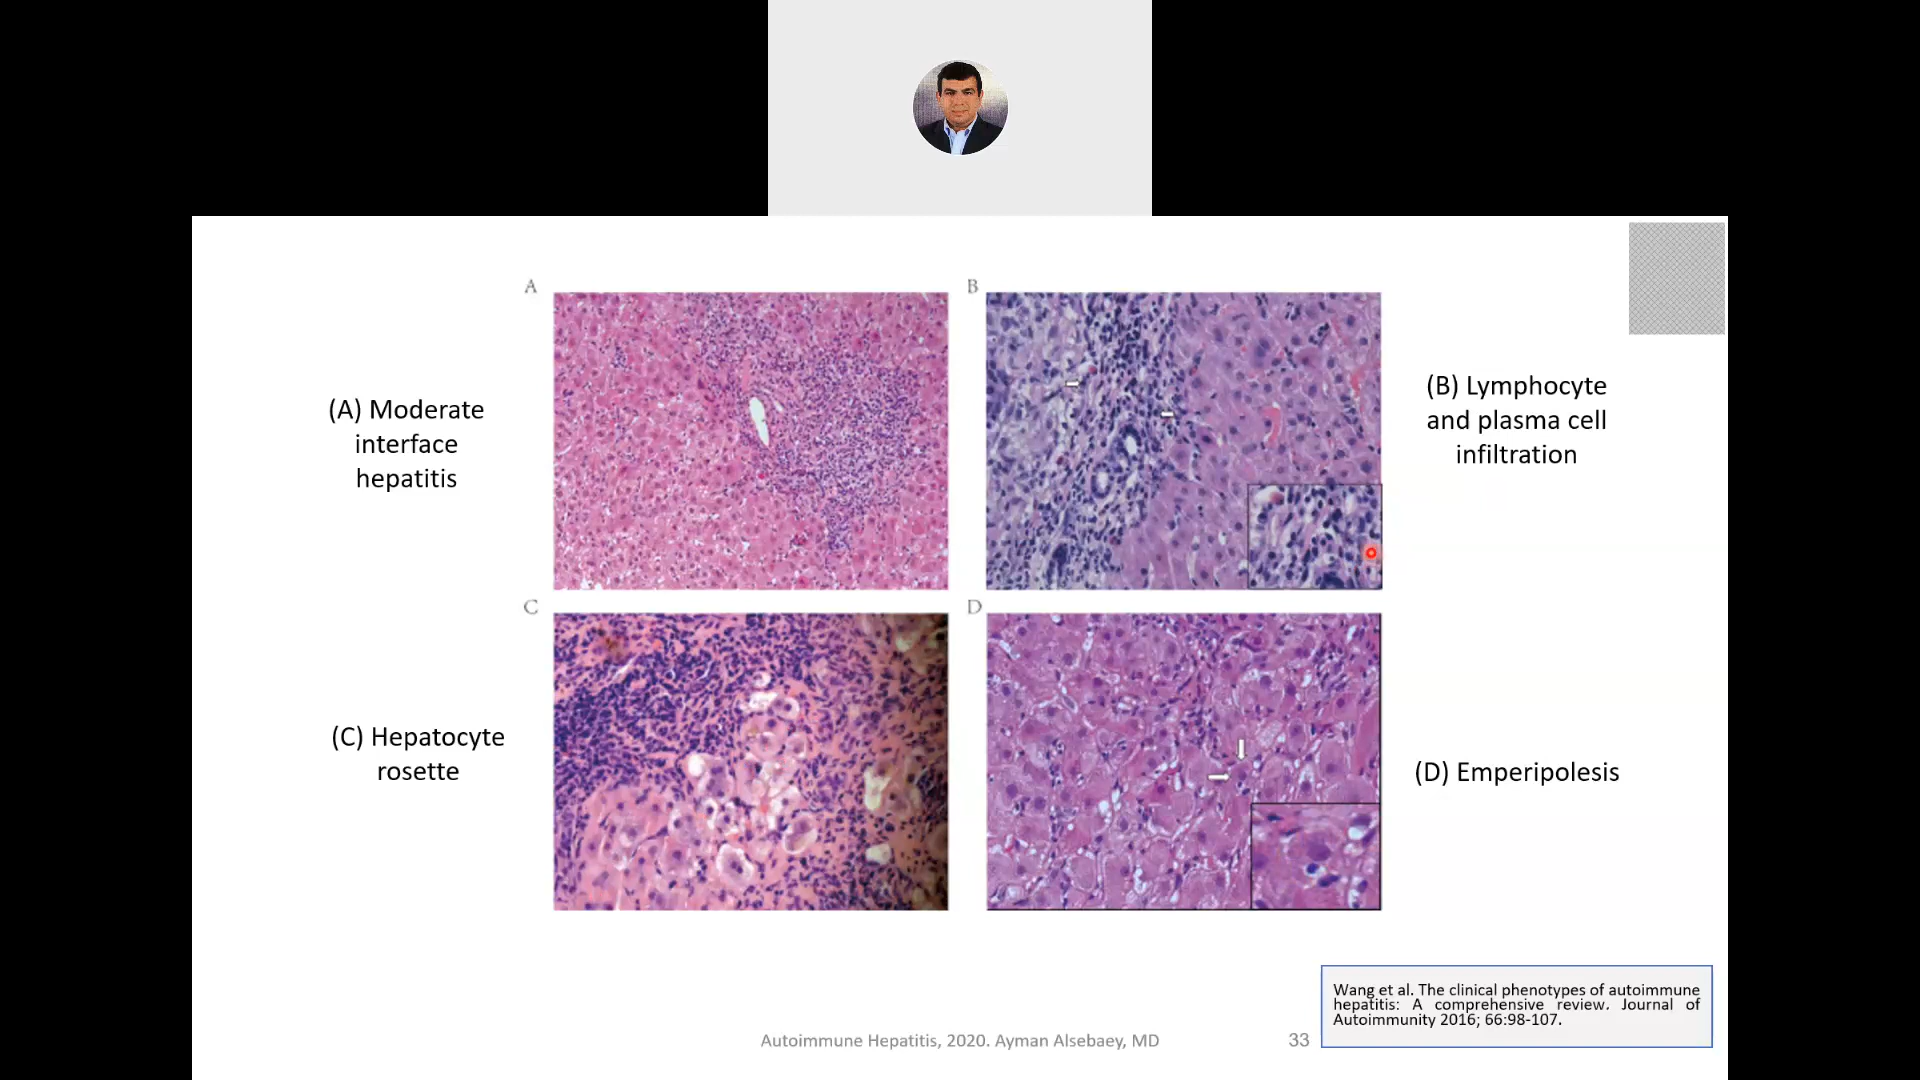 A
B
(A) Moderate
interface
hepatitis
(B) Lymphocyte
and plasma cell
infiltration
C
D
(C) Hepatocyte
rosette
(D) Emperipolesis
Wang et al. The clinical phenotypes of autoimmune
hepatitis: A comprehensive review. Journal of
Autoimmunity 2016; 66:98-107.
Autoimmune Hepatitis, 2020. Ayman Alsebaey, MD
33